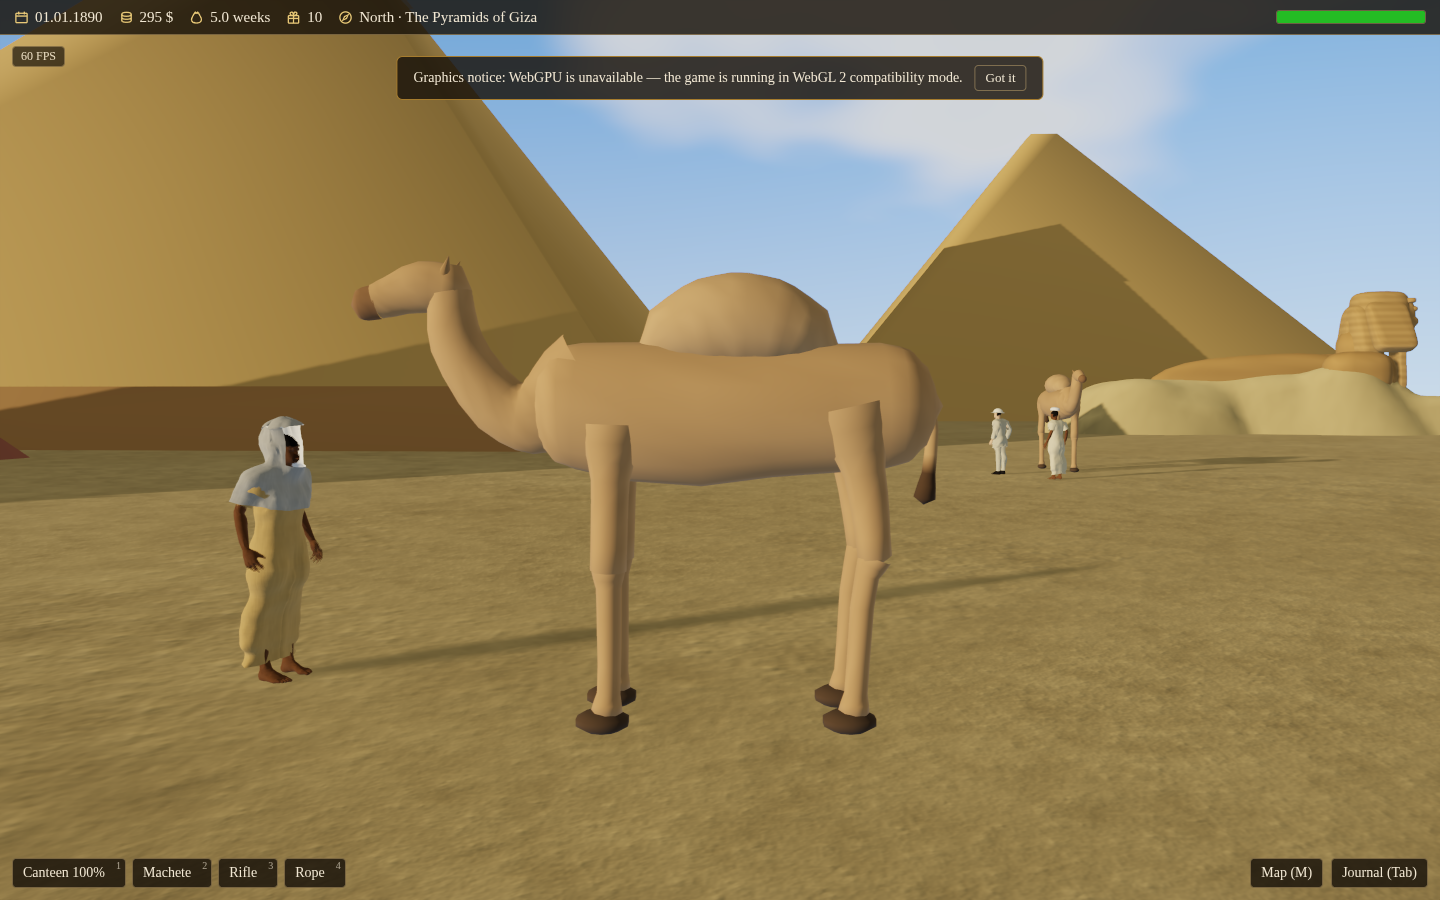 01.01.1890 295 $ 5.0 weeks 10 North · The Pyramids of Giza
60 FPS
Graphics notice: WebGPU is unavailable — the game is running in WebGL 2 compatibility mode. Got it
Canteen 100% 1 Machete 2 Rifle 3 Rope 4 Map (M) Journal (Tab)